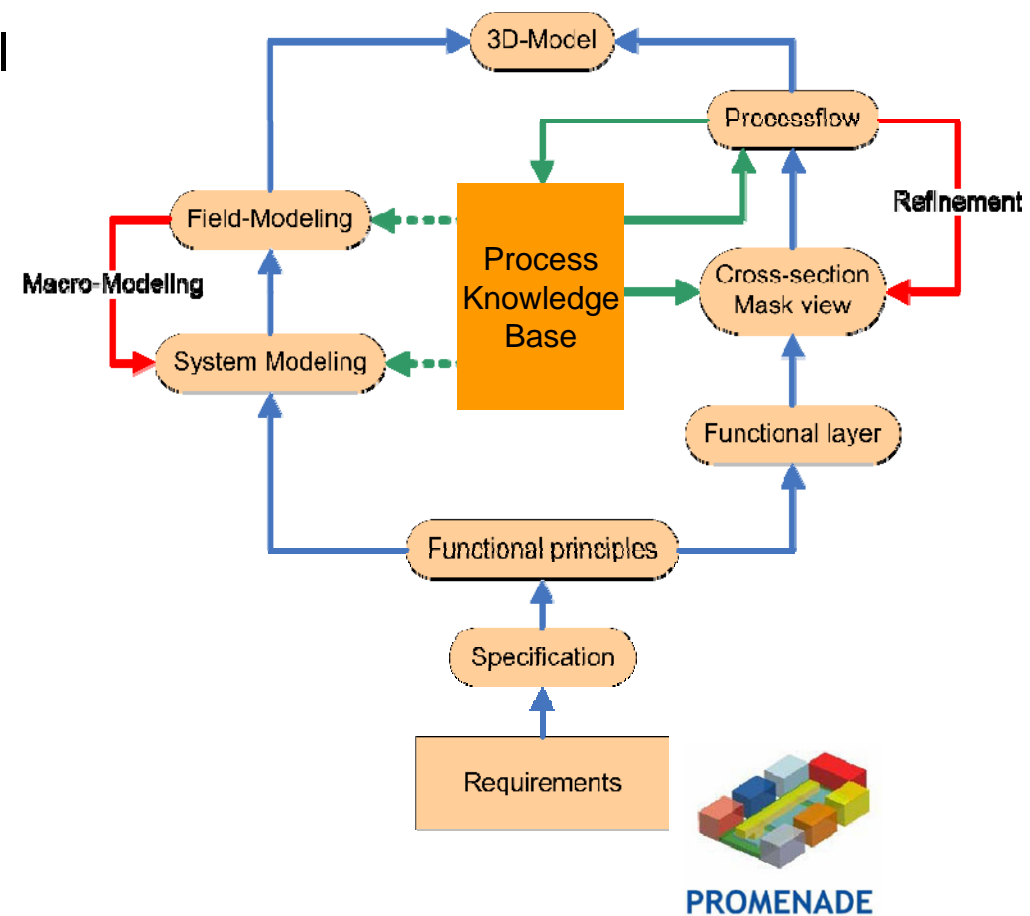 3D-Model
Processflow
Refinement
Field-Modeling
Process
Knowledge
Base
Cross-section
Mask view
Macro-Modeling
System Modeling
Functional layer
Functional principles
Specification
Requirements
PROMENADE